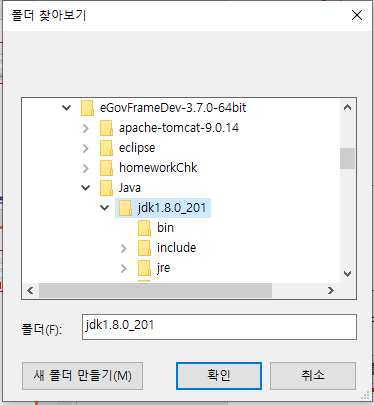 폴더 찾아보기
eGovFrameDev-3.7.0-64bit
apache-tomcat-9.0.14
eclipse
homeworkChk
Java
jdk1.8.0_201
bin
include
jre
폴더(F):
jdk1.8.0_201
새 폴더 만들기(M)
확인
취소